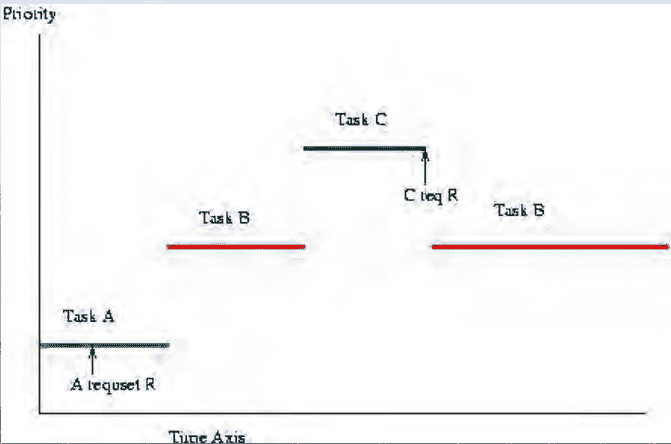 Priority
Task C
C req R
Task B
Task B
Task A
A requset R
Time Axis